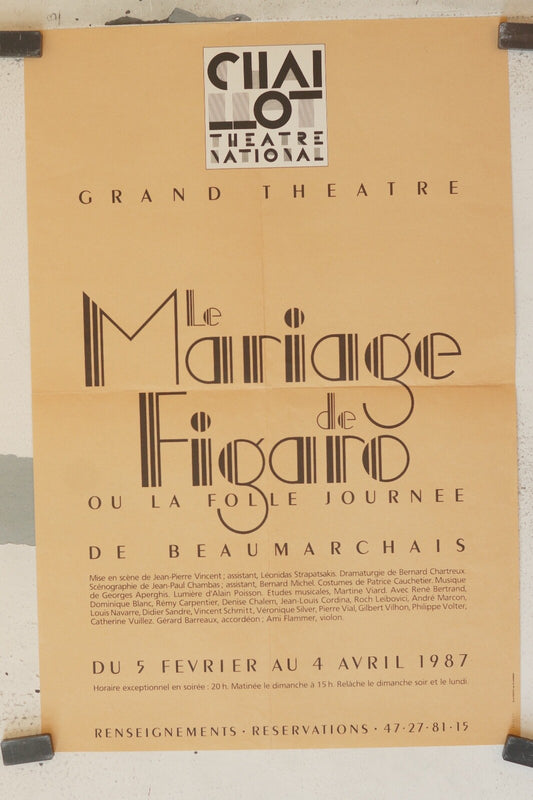 CHAI
LLOT
THEATRE
NATIONAL
GRAND THEATRE
Le
Mariage
de
Figaro
OU LA FOLLE JOURNEE
DE BEAUMARCHAIS
Mise en scène de Jean-Pierre Vincent ; assistant, Léonidas Strapatsakis. Dramaturgie de Bernard Chartreux.
Scénographie de Jean-Paul Chambas ; assistant, Bernard Michel. Costumes de Patrice Cauchetier. Musique
de Georges Aperghis. Lumière d'Alain Poisson. Etudes musicales, Martine Viard. Avec René Bertrand,
Dominique Blanc, Rémy Carpentier, Denise Chalem, Jean-Louis Cordina, Roch Leibovici, André Marcon,
Louis Navarre, Didier Sandre, Vincent Schmitt, Véronique Silver, Pierre Vial, Gilbert Vilhon, Philippe Volter,
Catherine Vuillez. Gérard Barreaux, accordéon ; Ami Flammer, violon.
DU 5 FEVRIER AU 4 AVRIL 1987
Horaire exceptionnel en soirée : 20 h. Matinée le dimanche à 15 h. Relâche le dimanche soir et le lundi.
RENSEIGNEMENTS · RESERVATIONS · 47·27·81·15